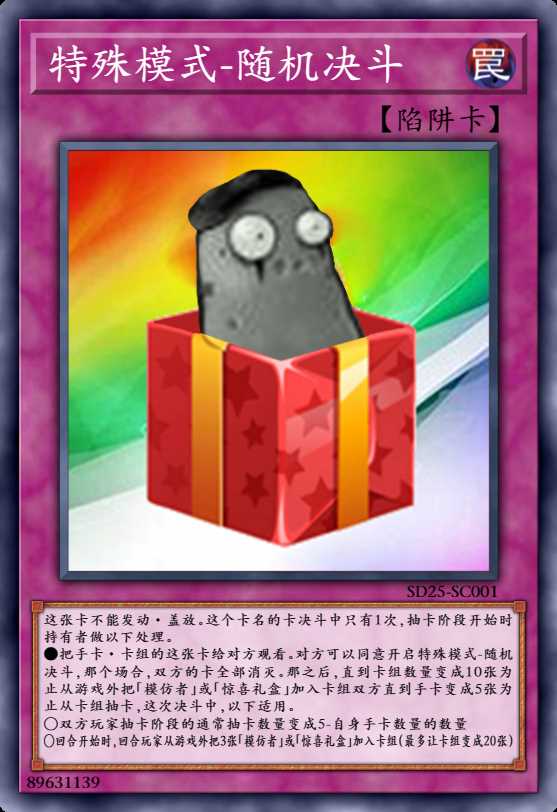 特殊模式-随机决斗
罠
【陷阱卡】
SD25-SC001
这张卡不能发动·盖放。这个卡名的卡决斗中只有1次,抽卡阶段开始时
持有者做以下处理。
●把手卡·卡组的这张卡给对方观看。对方可以同意开启特殊模式-随机
决斗,那个场合,双方的卡全部消灭。那之后,直到卡组数量变成10张为
止从游戏外把「模仿者」或「惊喜礼盒」加入卡组双方直到手卡变成5张为
止从卡组抽卡,这次决斗中,以下适用。
○双方玩家抽卡阶段的通常抽卡数量变成5-自身手卡数量的数量
○回合开始时,回合玩家从游戏外把3张「模仿者」或「惊喜礼盒」加入卡组(最多让卡组变成20张)
89631139